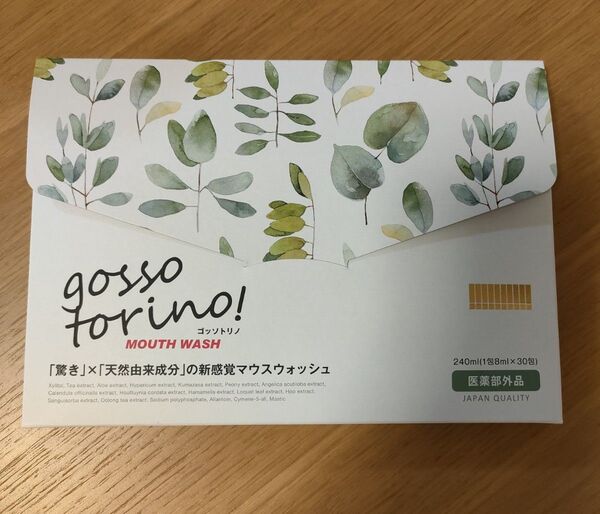 gosso
torino!
ゴッソトリノ
MOUTH WASH
「驚き」×「天然由来成分」の新感覚マウスウォッシュ
Xylitol, Tea extract, Aloe extract, Hypericum extract, Kumazasa extract, Peony extract, Angelica acutiloba extract,
Calendula officinalis extract, Houttuynia cordata extract, Hamamelis extract, Loquat leaf extract, Hoo extract,
Sanguisorba extract, Oolong tea extract, Sodium polyphosphate, Allantoin, Cymene-5-all, Mastic
240ml(1包8ml×30包)
医薬部外品
JAPAN QUALITY